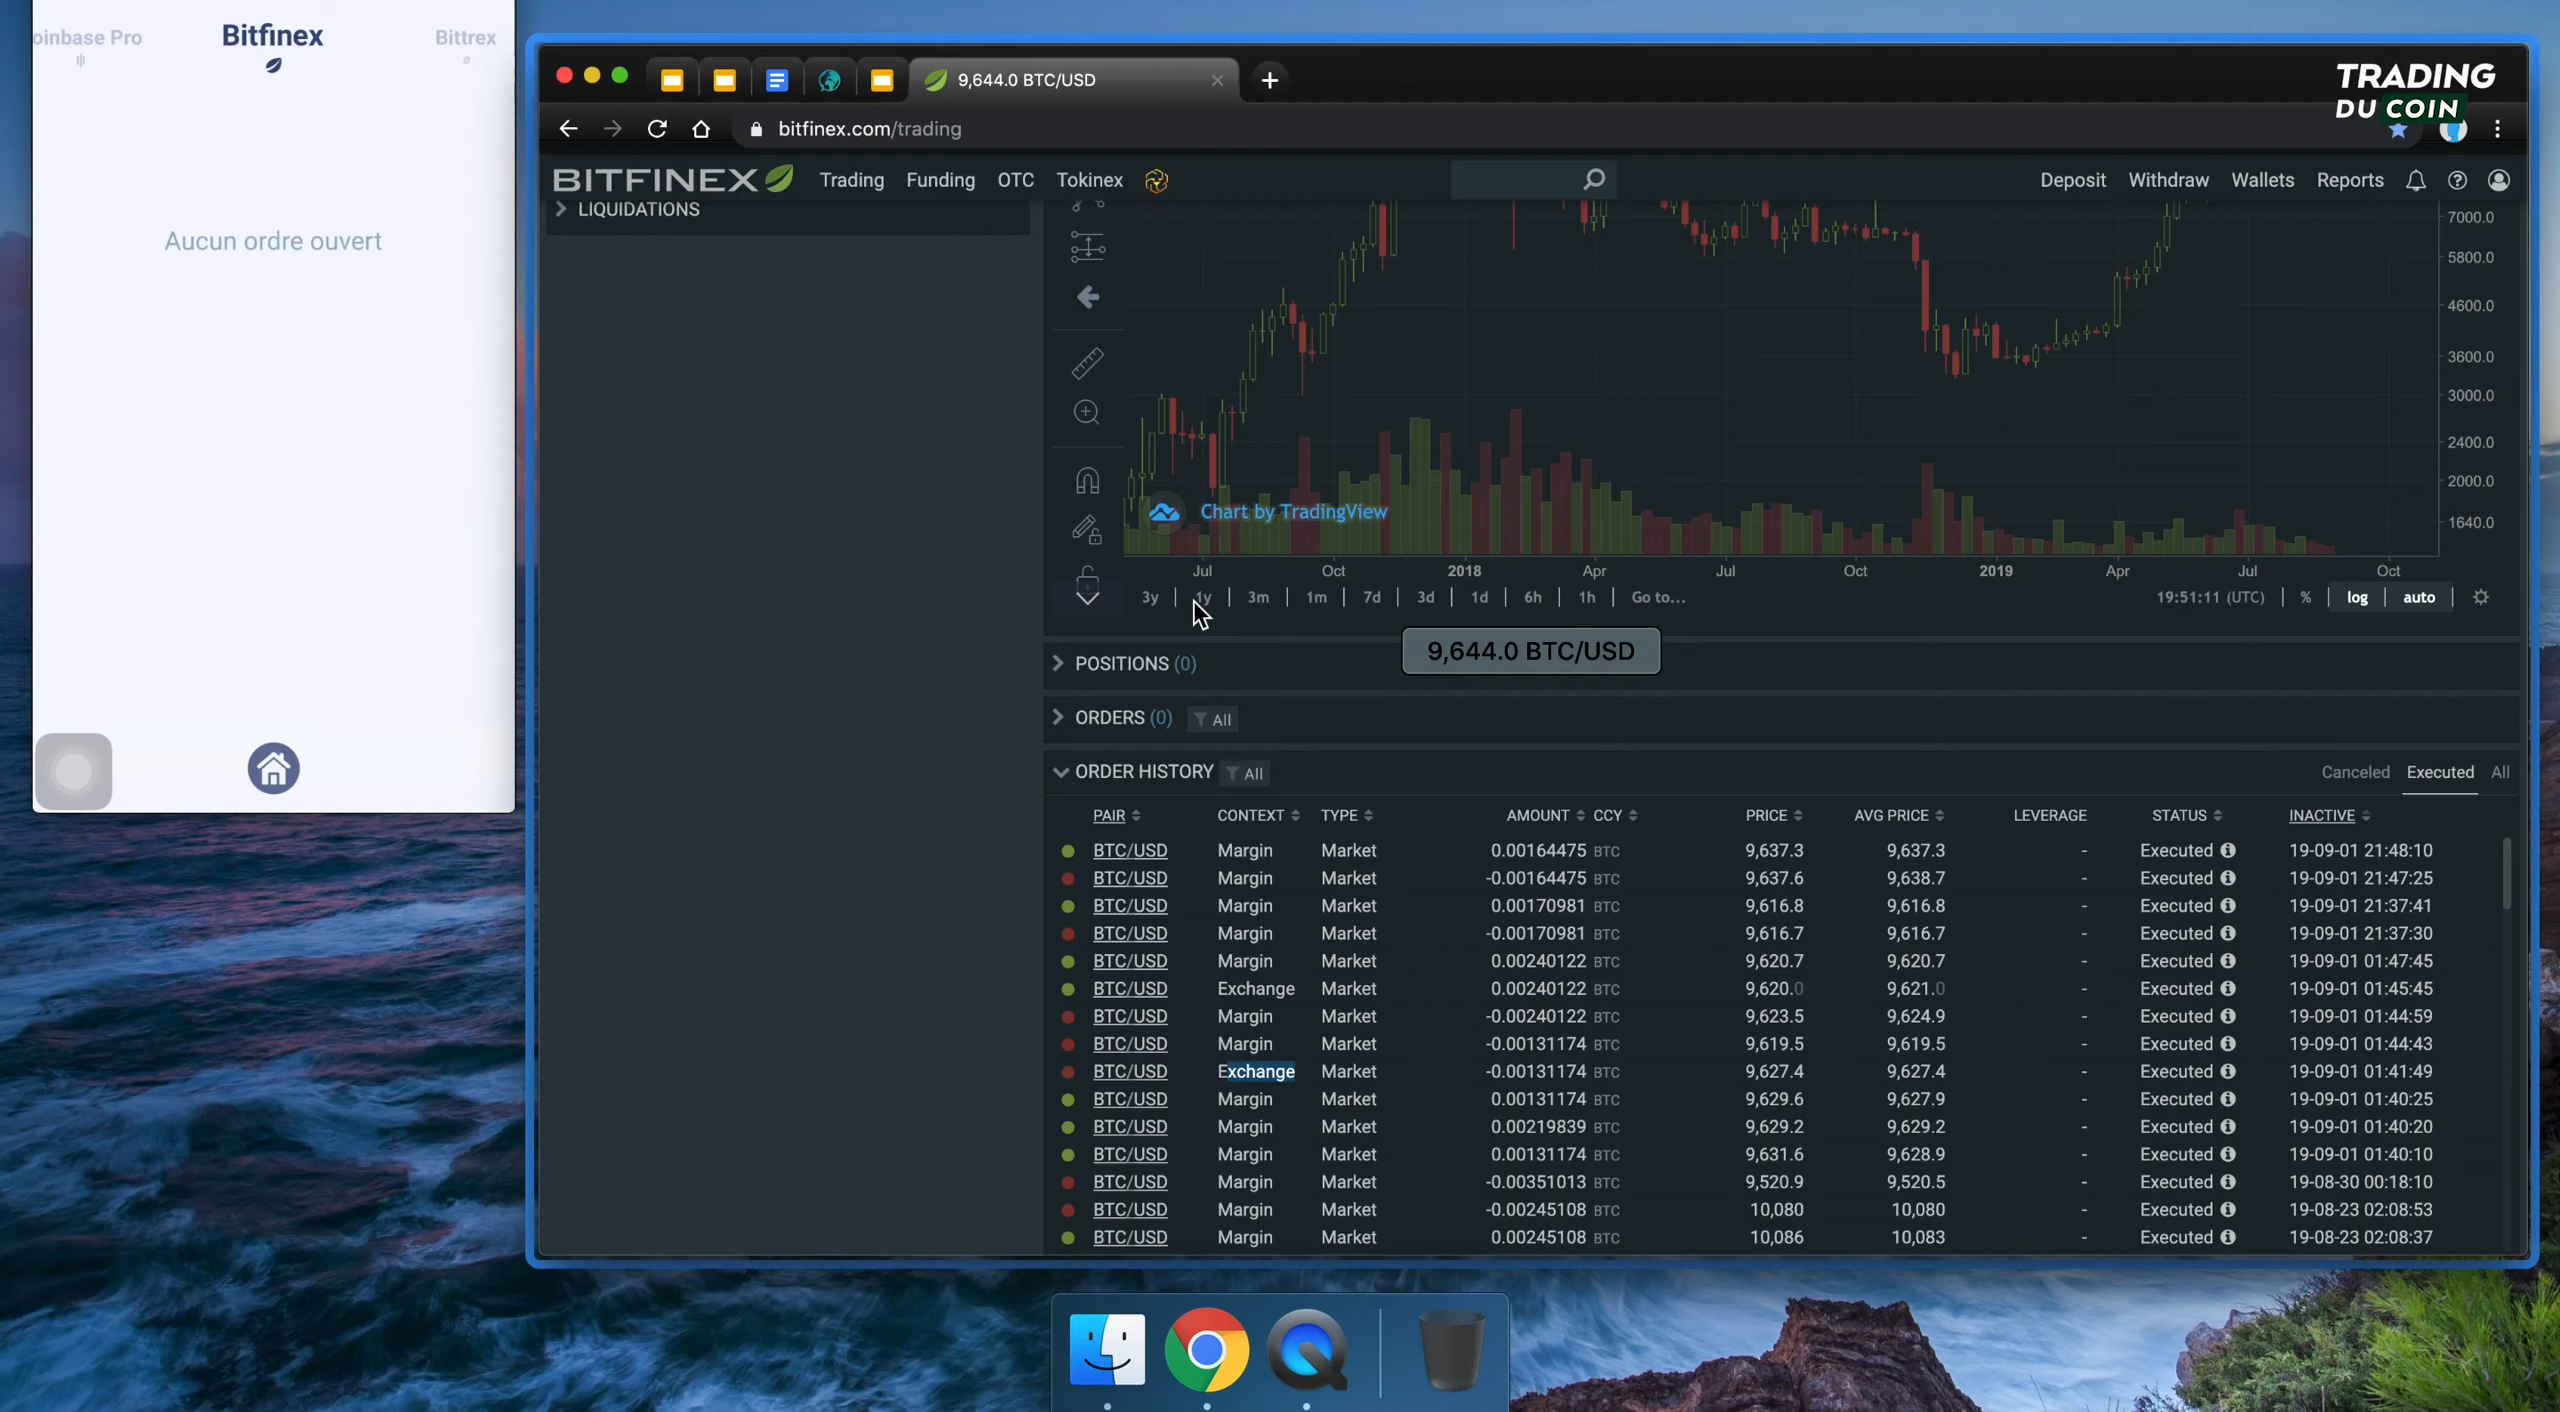 oinbase Pro
Bitfinex
Bittrex
Aucun ordre ouvert
9,644.0 BTC/USD
TRADING
DU COIN
bitfinex.com/trading
BITFINEX
Trading
Funding
OTC
Tokinex
Deposit
Withdraw
Wallets
Reports
LIQUIDATIONS
7000.0
5800.0
4600.0
3600.0
3000.0
2400.0
2000.0
1640.0
Chart by TradingView
Jul Oct 2018 Apr Jul Oct 2019 Apr Jul Oct
3y 1y 3m 1m 7d 3d 1d 6h 1h Go to... 19:51:11 (UTC) % log auto
POSITIONS (0)
9,644.0 BTC/USD
ORDERS (0) All
ORDER HISTORY All Canceled Executed All
PAIR CONTEXT TYPE AMOUNT CCY PRICE AVG PRICE LEVERAGE STATUS INACTIVE
BTC/USD Margin Market 0.00164475 BTC 9,637.3 9,637.3 - Executed 19-09-01 21:48:10
BTC/USD Margin Market -0.00164475 BTC 9,637.6 9,638.7 - Executed 19-09-01 21:47:25
BTC/USD Margin Market 0.00170981 BTC 9,616.8 9,616.8 - Executed 19-09-01 21:37:41
BTC/USD Margin Market -0.00170981 BTC 9,616.7 9,616.7 - Executed 19-09-01 21:37:30
BTC/USD Margin Market 0.00240122 BTC 9,620.7 9,620.7 - Executed 19-09-01 01:47:45
BTC/USD Exchange Market 0.00240122 BTC 9,620.0 9,621.0 - Executed 19-09-01 01:45:45
BTC/USD Margin Market -0.00240122 BTC 9,623.5 9,624.9 - Executed 19-09-01 01:44:59
BTC/USD Margin Market -0.00131174 BTC 9,619.5 9,619.5 - Executed 19-09-01 01:44:43
BTC/USD Exchange Market -0.00131174 BTC 9,627.4 9,627.4 - Executed 19-09-01 01:41:49
BTC/USD Margin Market 0.00131174 BTC 9,629.6 9,627.9 - Executed 19-09-01 01:40:25
BTC/USD Margin Market 0.00219839 BTC 9,629.2 9,629.2 - Executed 19-09-01 01:40:20
BTC/USD Margin Market 0.00131174 BTC 9,631.6 9,628.9 - Executed 19-09-01 01:40:10
BTC/USD Margin Market -0.00351013 BTC 9,520.9 9,520.5 - Executed 19-08-30 00:18:10
BTC/USD Margin Market -0.00245108 BTC 10,080 10,080 - Executed 19-08-23 02:08:53
BTC/USD Margin Market 0.00245108 BTC 10,086 10,083 - Executed 19-08-23 02:08:37